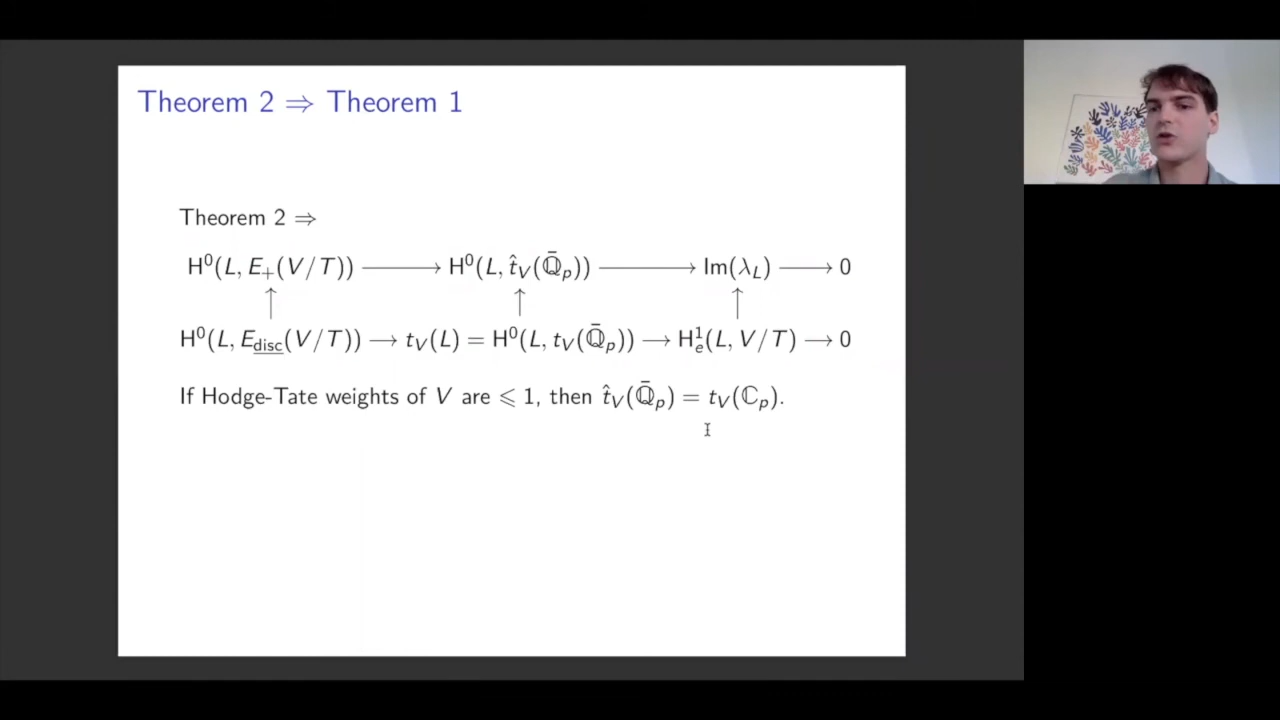 Theorem 2 ⇒ Theorem 1
Theorem 2 ⇒
H⁰(L, E₊(V/T)) ⟶ H⁰(L, t̂_V(Q̄_p)) ⟶ Im(λ_L) ⟶ 0
↑ ↑ ↑
H⁰(L, E_disc(V/T)) → t_V(L) = H⁰(L, t_V(Q̄_p)) → H¹_e(L, V/T) → 0
If Hodge-Tate weights of V are ⩽ 1, then t̂_V(Q̄_p) = t_V(ℂ_p).